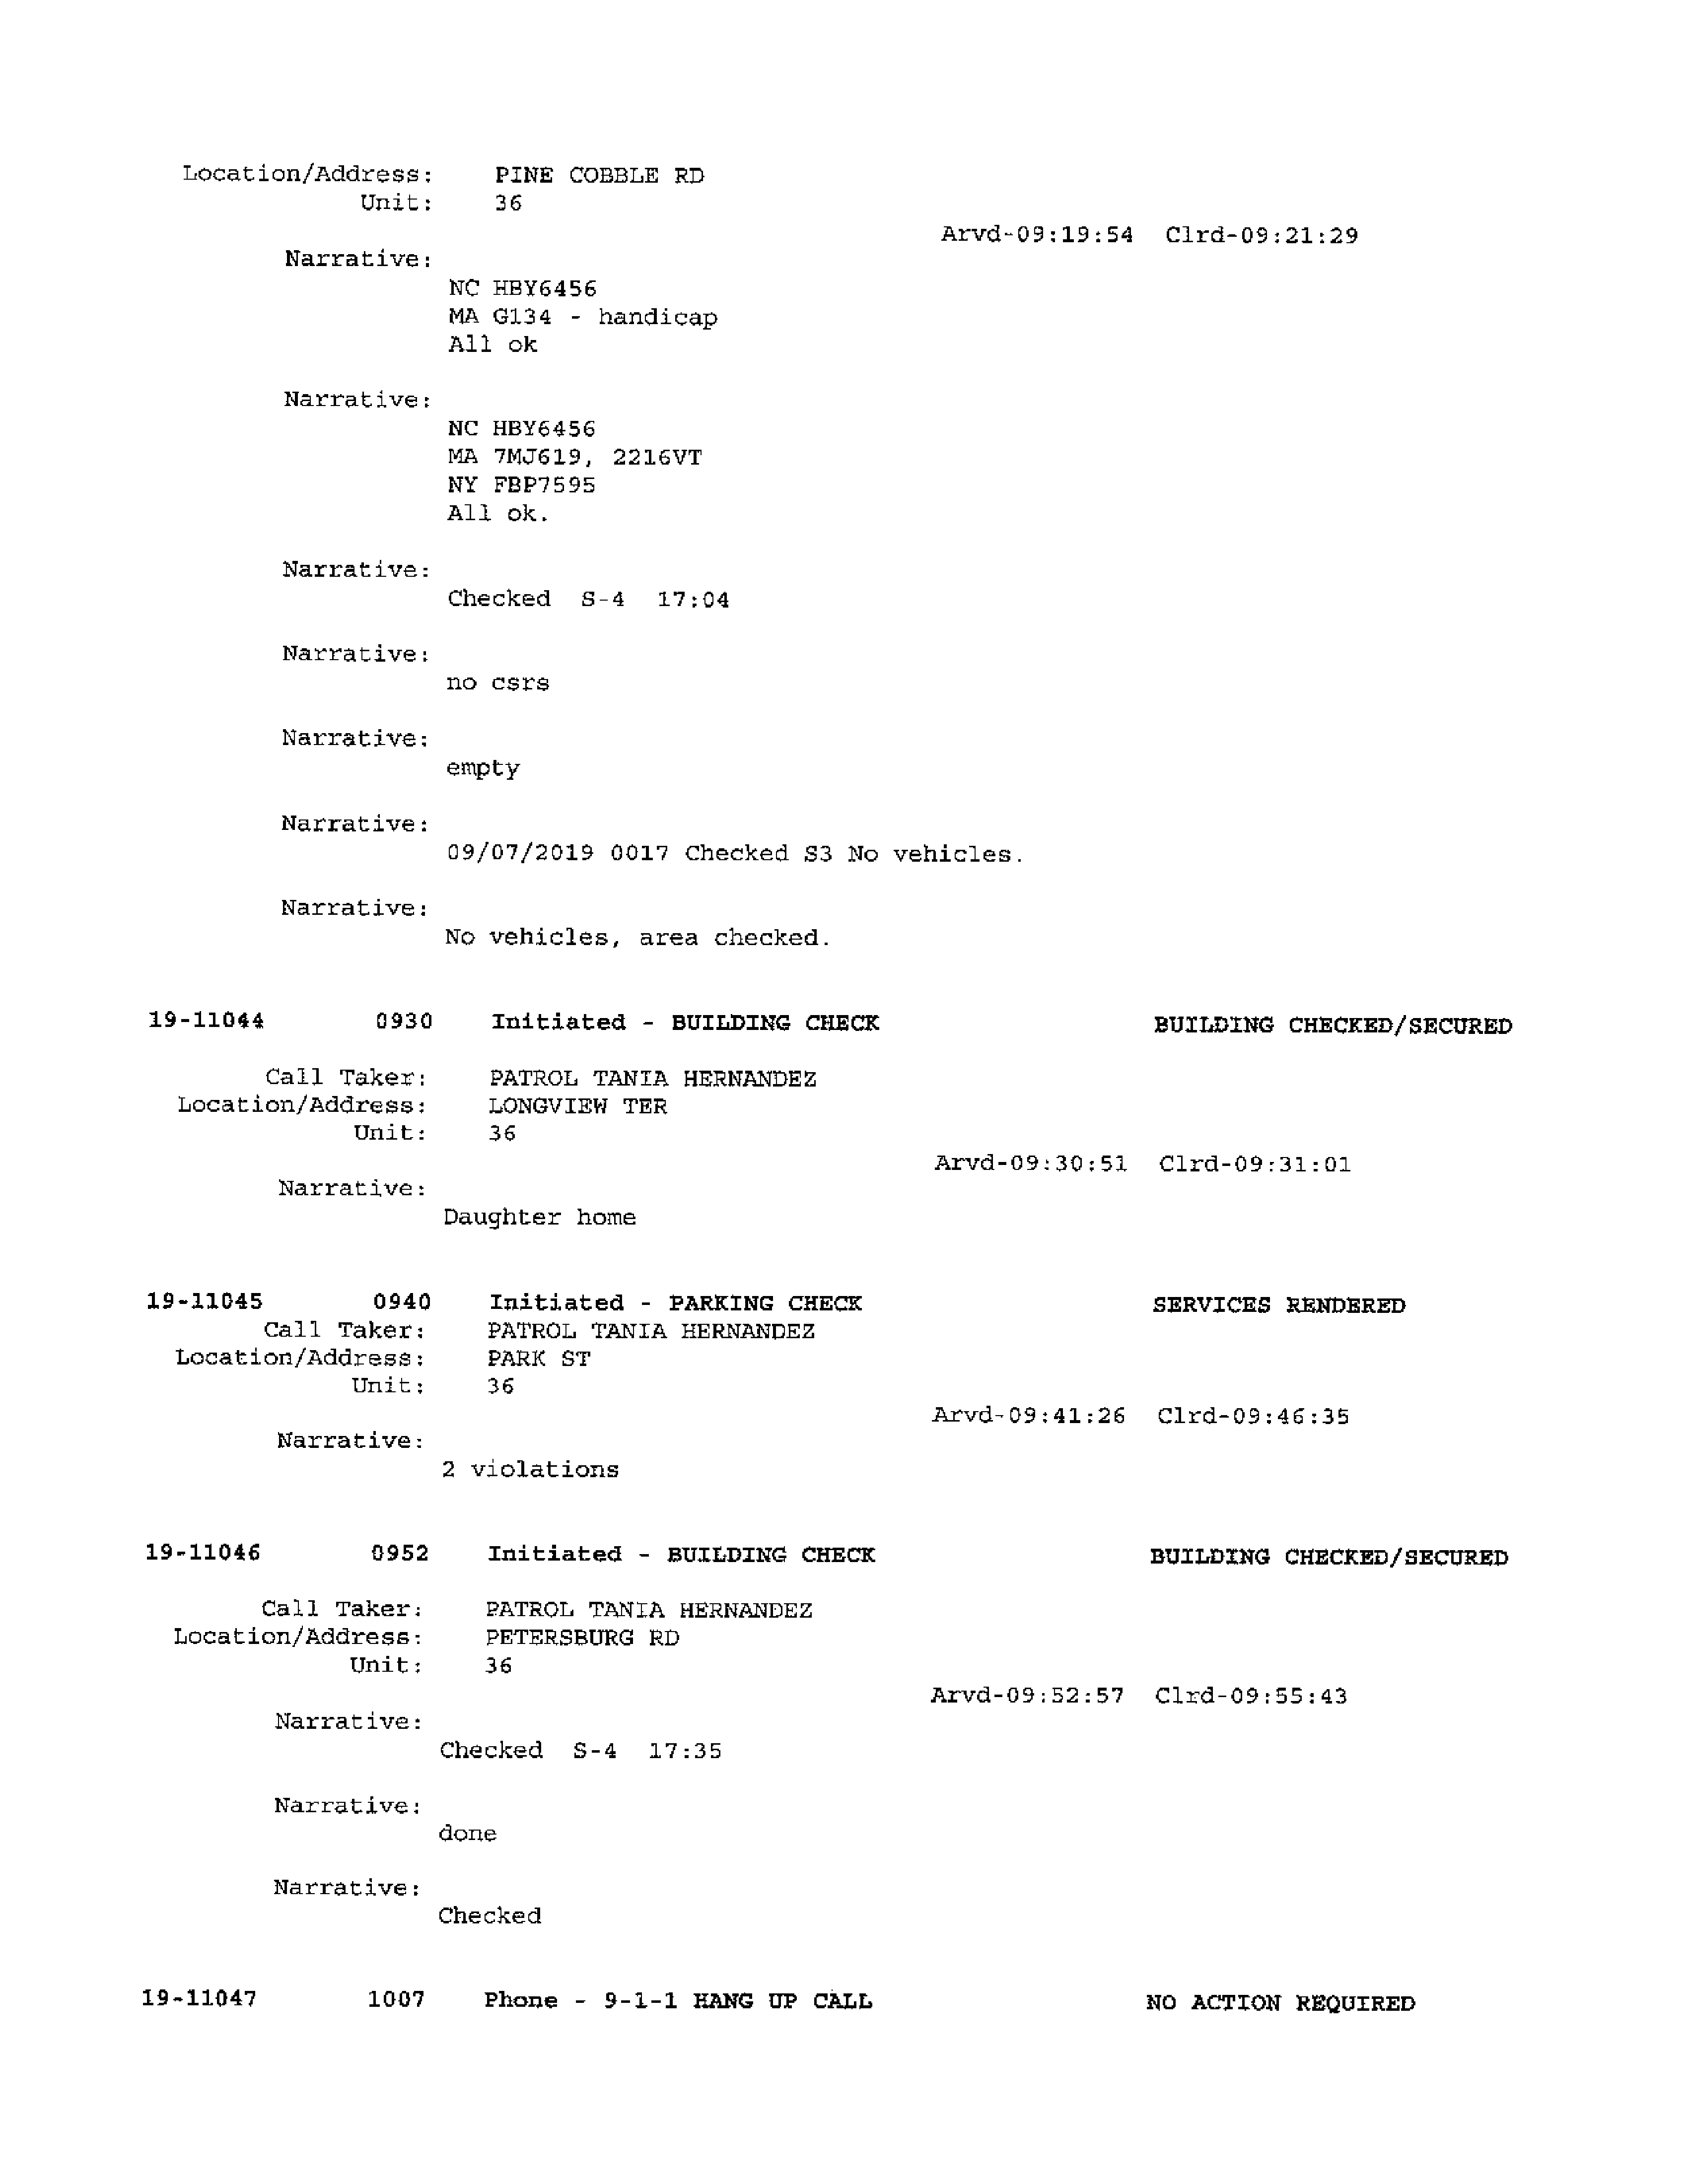 Location/Address: PINE COBBLE RD
Unit: 36
Arvd-09:19:54 Clrd-09:21:29
Narrative:
NC HBY6456
MA G134 - handicap
All ok
Narrative:
NC HBY6456
MA 7MJ619, 2216VT
NY FBP7595
All ok.
Narrative:
Checked S-4 17:04
Narrative:
no csrs
Narrative:
empty
Narrative:
09/07/2019 0017 Checked S3 No vehicles.
Narrative:
No vehicles, area checked.
19-11044 0930 Initiated - BUILDING CHECK BUILDING CHECKED/SECURED
Call Taker: PATROL TANIA HERNANDEZ
Location/Address: LONGVIEW TER
Unit: 36
Arvd-09:30:51 Clrd-09:31:01
Narrative:
Daughter home
19-11045 0940 Initiated - PARKING CHECK SERVICES RENDERED
Call Taker: PATROL TANIA HERNANDEZ
Location/Address: PARK ST
Unit: 36
Arvd-09:41:26 Clrd-09:46:35
Narrative:
2 violations
19-11046 0952 Initiated - BUILDING CHECK BUILDING CHECKED/SECURED
Call Taker: PATROL TANIA HERNANDEZ
Location/Address: PETERSBURG RD
Unit: 36
Arvd-09:52:57 Clrd-09:55:43
Narrative:
Checked S-4 17:35
Narrative:
done
Narrative:
Checked
19-11047 1007 Phone - 9-1-1 HANG UP CALL NO ACTION REQUIRED